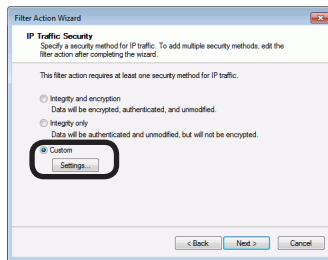 Filter Action Wizard
IP Traffic Security
Specify a security method for IP traffic. To add multiple security methods, edit the
filter action after completing the wizard.
This filter action requires at least one security method for IP traffic.
Integrity and encryption
Data will be encrypted, authenticated, and unmodified.
Integrity only
Data will be authenticated and unmodified, but will not be encrypted.
Custom
Settings...
< Back Next > Cancel